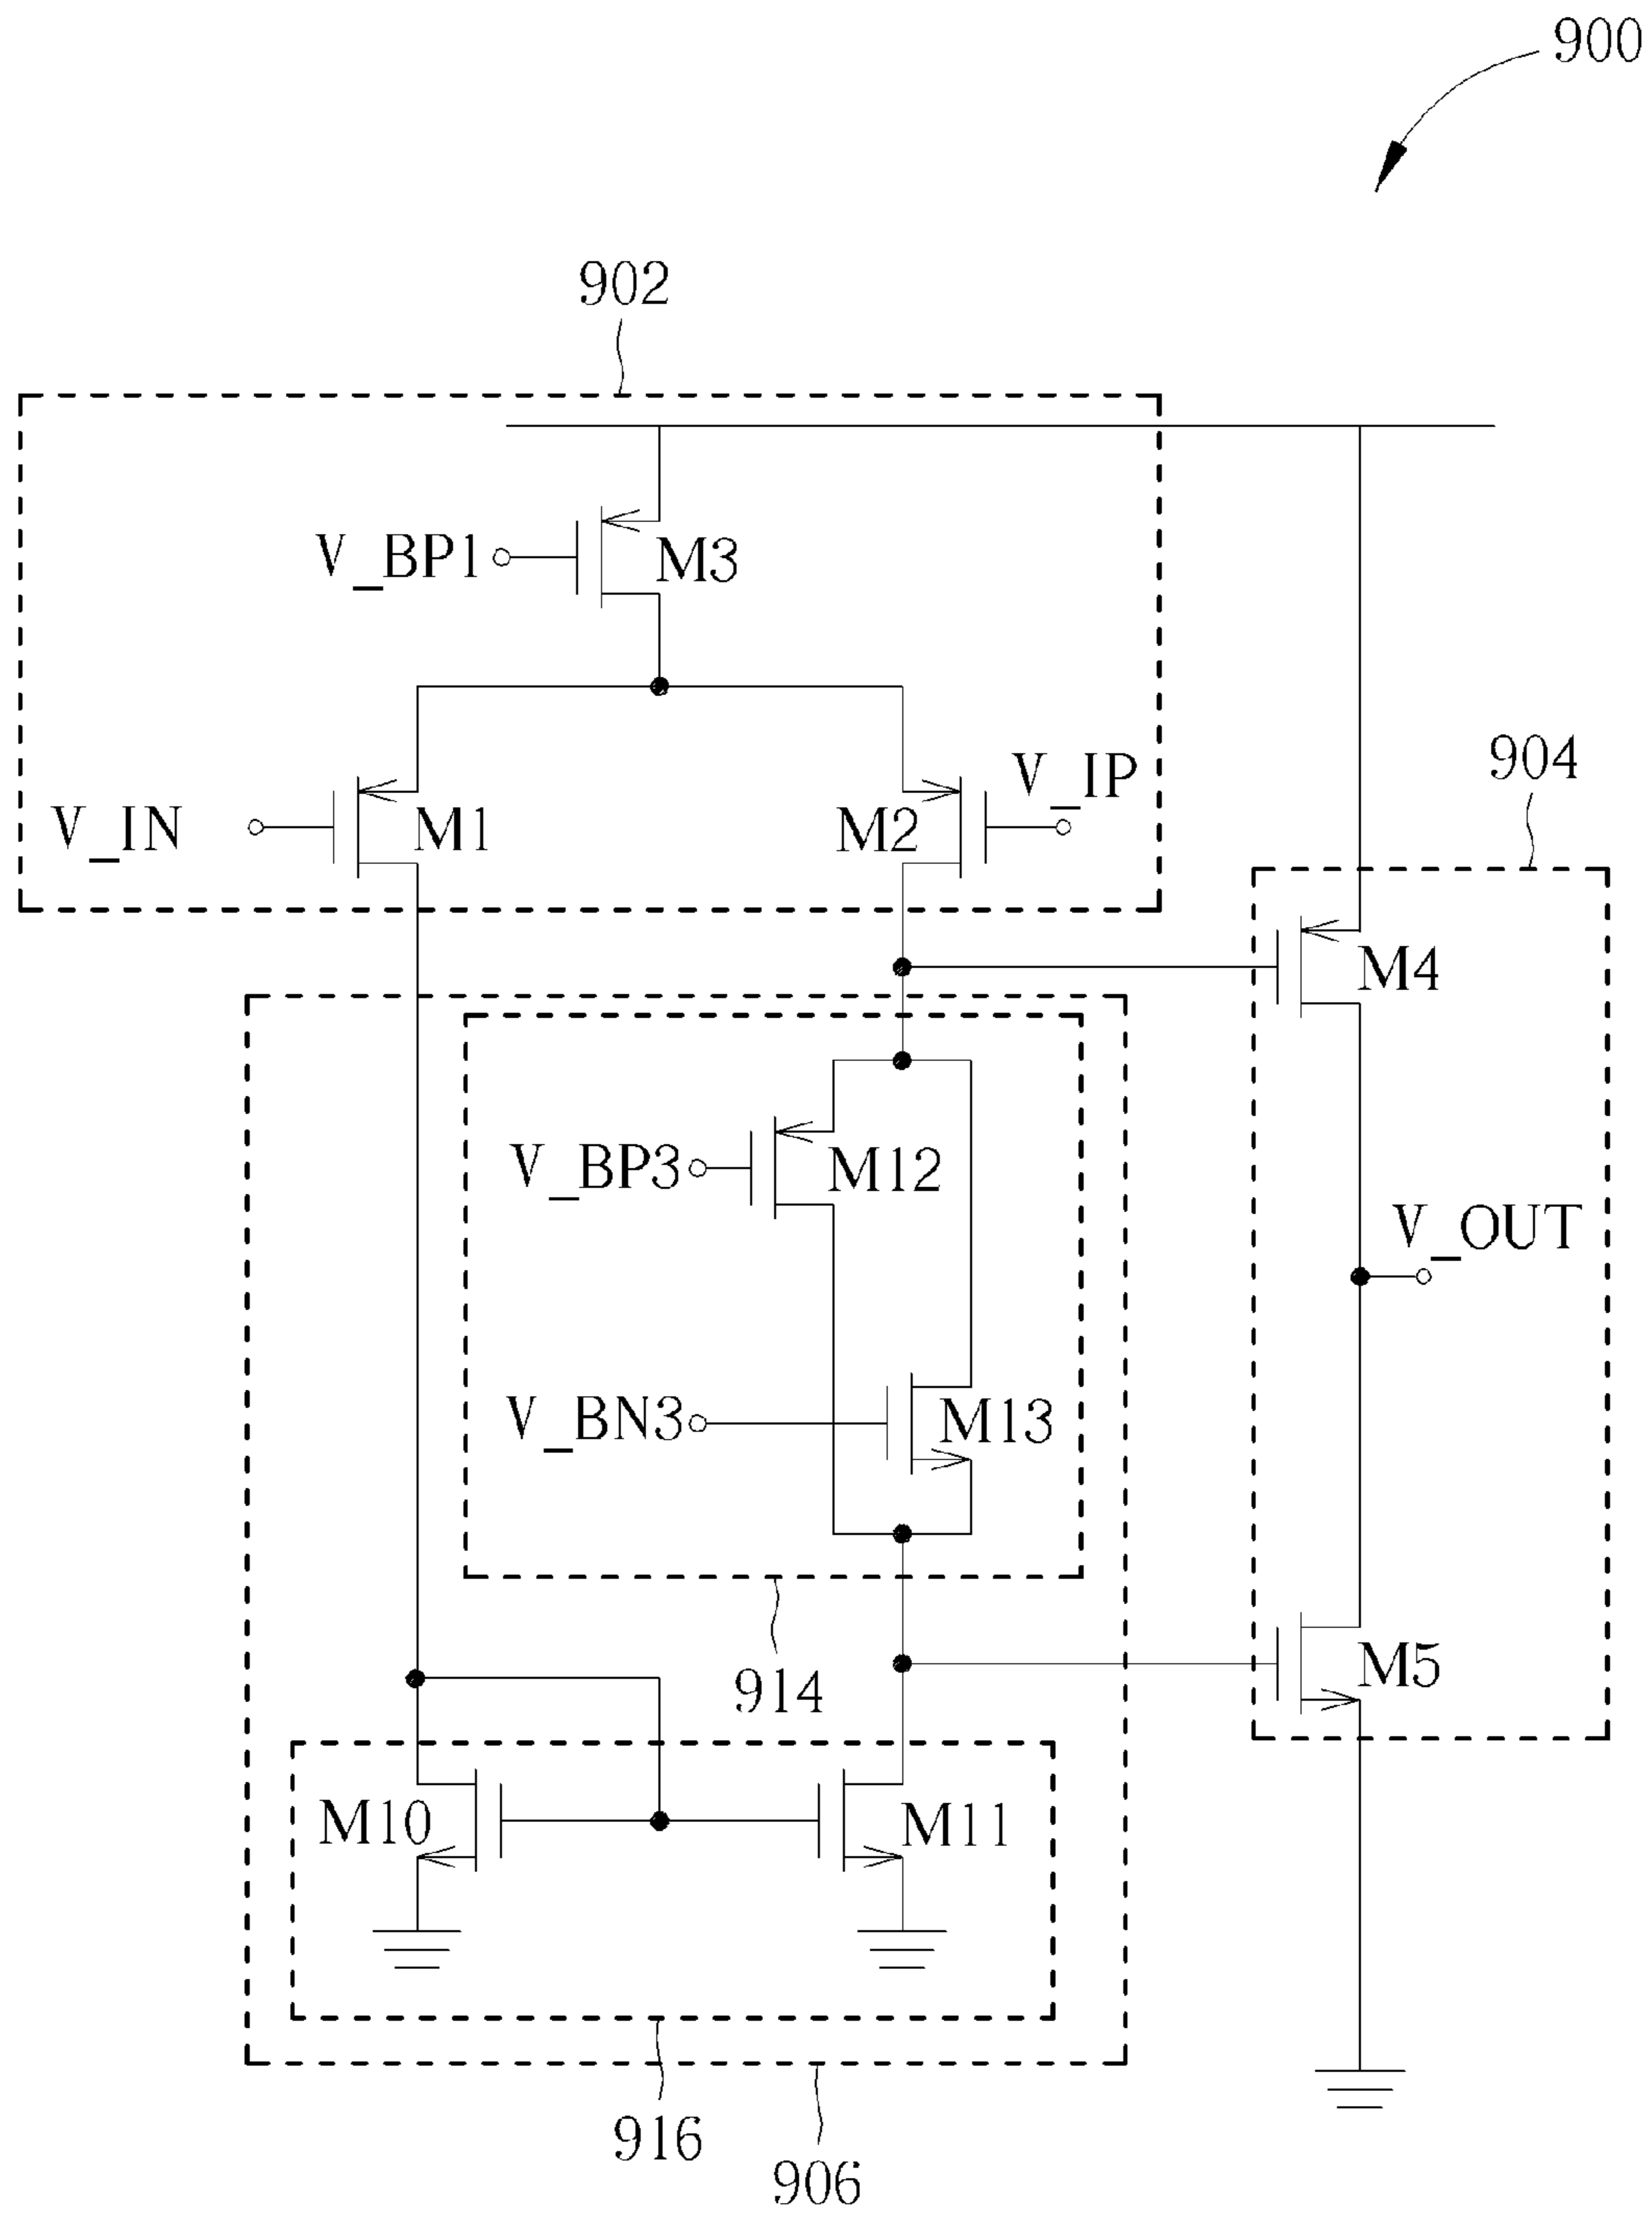 900
902
V_BP1
M3
V_IN
M1
M2
V_IP
904
M4
V_BP3
M12
V_OUT
V_BN3
M13
914
M5
M10
M11
916
906